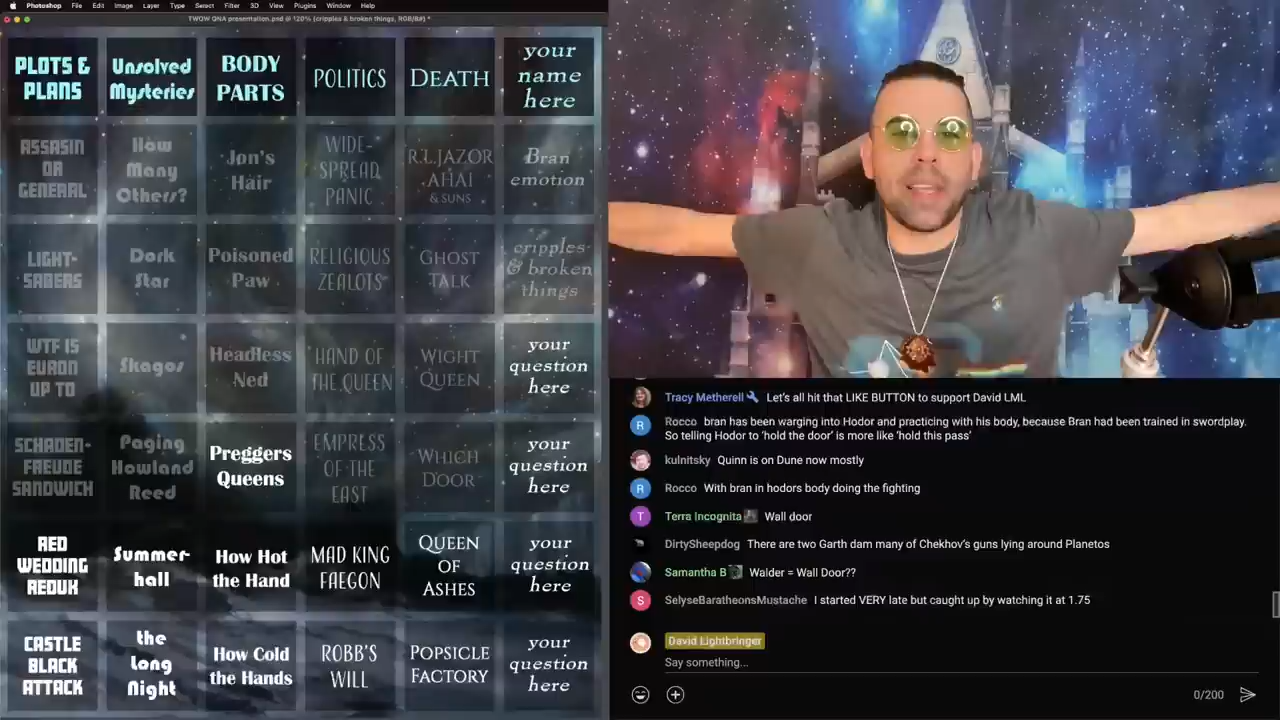 Photoshop File Edit Image Layer Type Select Filter 3D View Plugins Window Help
TWOW QNA presentation.psd @ 120% (cripples & broken things, RGB/8#) *
PLOTS &
PLANS
Unsolved
Mysteries
BODY
PARTS
POLITICS
DEATH
your
name
here
ASSASIN
OR
GENERAL
How
Many
Others?
Jon's
Hair
WIDE-
SPREAD
PANIC
R.L.JAZOR
AHAI
& SUNS
Bran
emotion
LIGHT-
SABERS
Dark
Star
Poisoned
Paw
RELIGIOUS
ZEALOTS
GHOST
TALK
cripples
& broken
things
WTF IS
EURON
UP TO
Skagos
Headless
Ned
HAND OF
THE QUEEN
WIGHT
QUEEN
your
question
here
SCHADEN-
FREUDE
SANDWICH
Paging
Howland
Reed
Preggers
Queens
EMPRESS
OF THE
EAST
WHICH
DOOR
your
question
here
RED
WEDDING
REDUX
Summer-
hall
How Hot
the Hand
MAD KING
FAEGON
QUEEN
OF
ASHES
your
question
here
CASTLE
BLACK
ATTACK
the
Long
Night
How Cold
the Hands
ROBB'S
WILL
POPSICLE
FACTORY
your
question
here
Tracy Metherell Let's all hit that LIKE BUTTON to support David LML
R Rocco bran has been warging into Hodor and practicing with his body, because Bran had been trained in swordplay.
So telling Hodor to 'hold the door' is more like 'hold this pass'
kulnitsky Quinn is on Dune now mostly
R Rocco With bran in hodors body doing the fighting
T Terra Incognita Wall door
DirtySheepdog There are two Garth dam many of Chekhov's guns lying around Planetos
Samantha B Walder = Wall Door??
S SelyseBaratheonsMustache I started VERY late but caught up by watching it at 1.75
David Lightbringer
Say something...
0/200